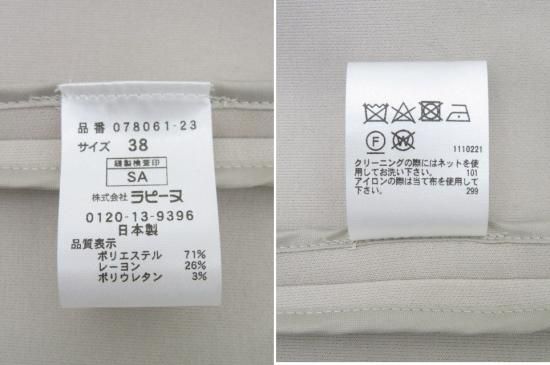 品番 078061-23
サイズ 38
縫製検査印
SA
株式会社 ラピーヌ
0120-13-9396
日本製
品質表示
ポリエステル 71%
レーヨン 26%
ポリウレタン 3%
F W
1110221
クリーニングの際にはネットを使
用してお洗い下さい。 101
アイロンの際は当て布を使用して
下さい。 299